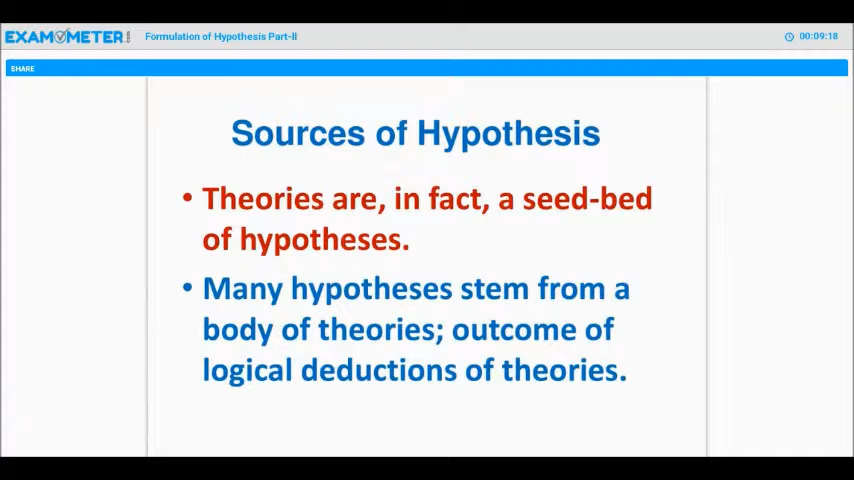 EXAMOMETER.com Formulation of Hypothesis Part-II 00:09:18
SHARE
Sources of Hypothesis
• Theories are, in fact, a seed-bed
of hypotheses.
• Many hypotheses stem from a
body of theories; outcome of
logical deductions of theories.